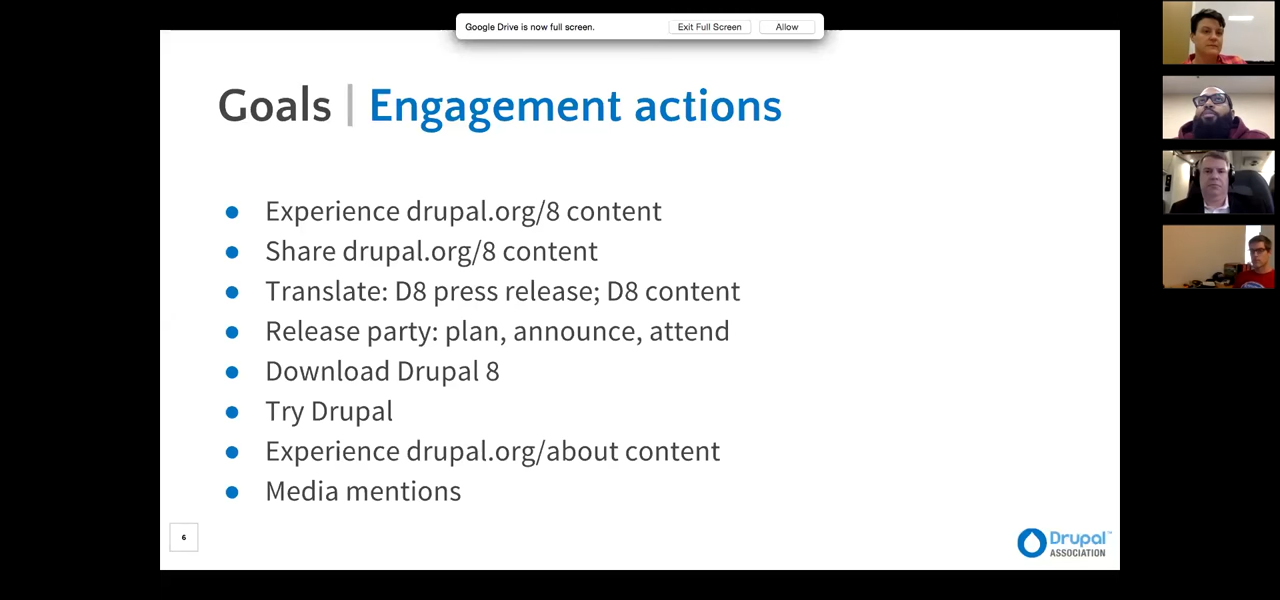 Google Drive is now full screen. Exit Full Screen Allow
Goals | Engagement actions
● Experience drupal.org/8 content
● Share drupal.org/8 content
● Translate: D8 press release; D8 content
● Release party: plan, announce, attend
● Download Drupal 8
● Try Drupal
● Experience drupal.org/about content
● Media mentions
6
Drupal™
ASSOCIATION